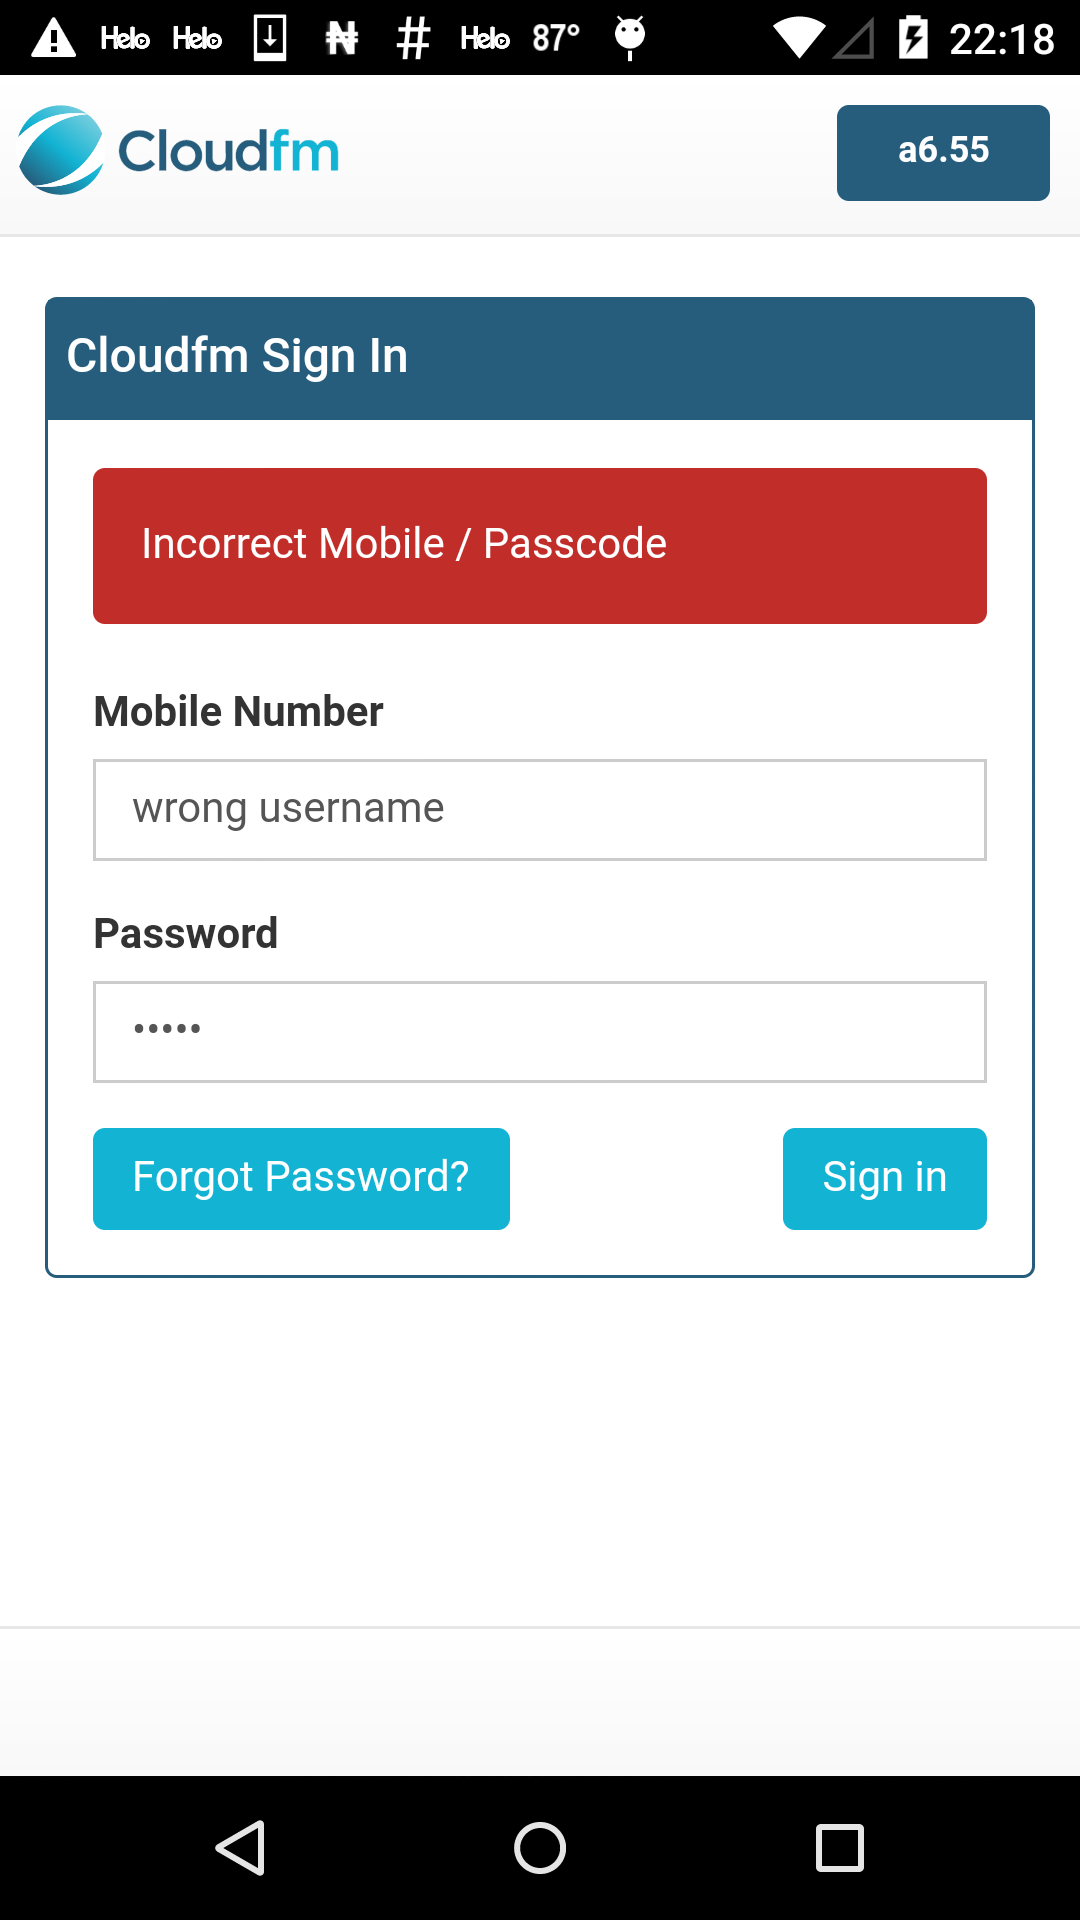 Helo Helo ₦ # Helo 87° 22:18
Cloudfm a6.55
Cloudfm Sign In
Incorrect Mobile / Passcode
Mobile Number
wrong username
Password
•••••
Forgot Password? Sign in